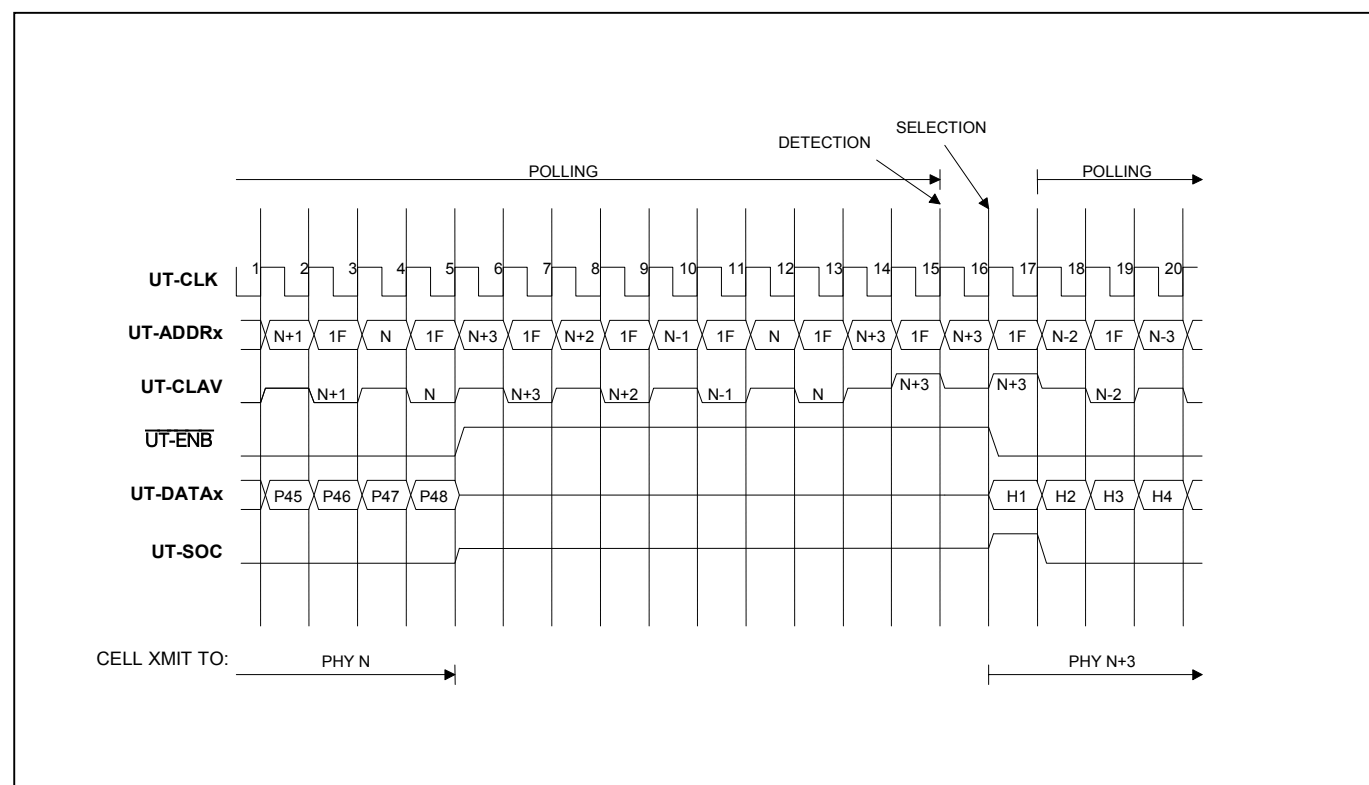 SELECTION
DETECTION
POLLING POLLING
UT-CLK 1 2 3 4 5 6 7 8 9 10 11 12 13 14 15 16 17 18 19 20
UT-ADDRx N+1 1F N 1F N+3 1F N+2 1F N-1 1F N 1F N+3 1F N+3 1F N-2 1F N-3
UT-CLAV N+1 N N+3 N+2 N-1 N N+3 N+3 N-2
UT-ENB
UT-DATAx P45 P46 P47 P48 H1 H2 H3 H4
UT-SOC
CELL XMIT TO: PHY N PHY N+3